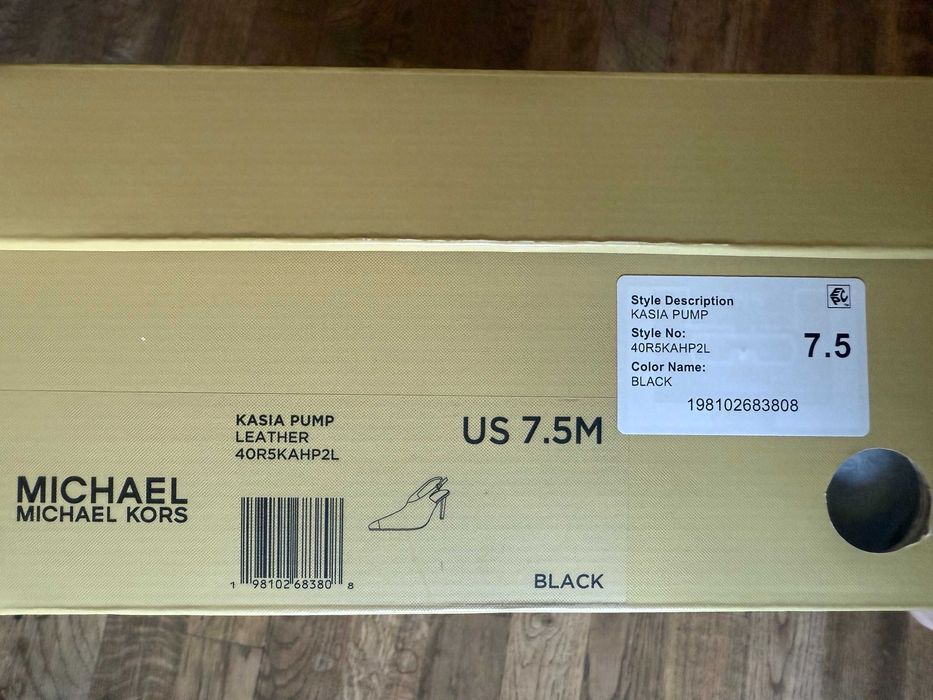 Style Description
KASIA PUMP
Style No:
40R5KAHP2L
7.5
Color Name:
BLACK
198102683808
KASIA PUMP
LEATHER
40R5KAHP2L
US 7.5M
MICHAEL
MICHAEL KORS
1 98102 68380 8
BLACK